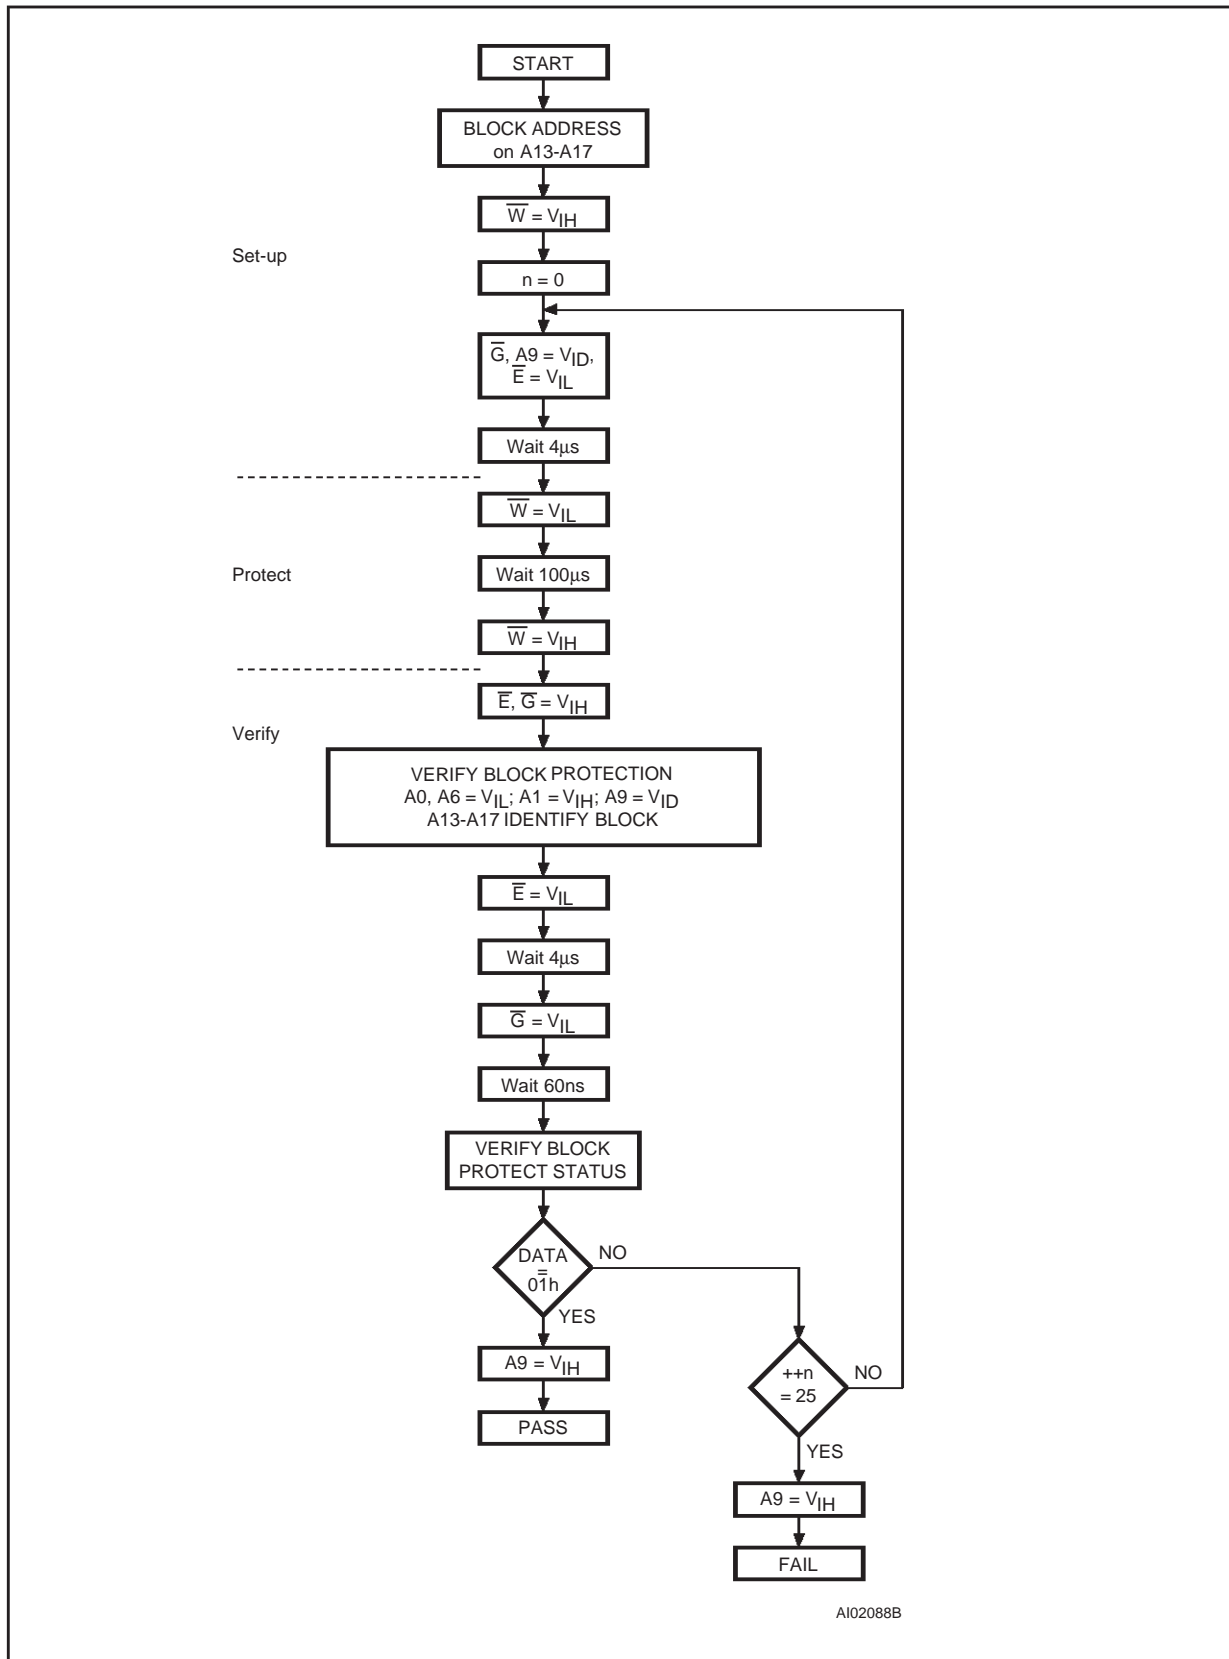 START
BLOCK ADDRESS
on A13-A17
W̅ = VIH
Set-up
n = 0
G̅, A9 = VID,
E̅ = VIL
Wait 4µs
W̅ = VIL
Protect
Wait 100µs
W̅ = VIH
E̅, G̅ = VIH
Verify
VERIFY BLOCK PROTECTION
A0, A6 = VIL; A1 = VIH; A9 = VID
A13-A17 IDENTIFY BLOCK
E̅ = VIL
Wait 4µs
G̅ = VIL
Wait 60ns
VERIFY BLOCK
PROTECT STATUS
DATA
=
01h
NO
YES
A9 = VIH
PASS
++n
= 25
NO
YES
A9 = VIH
FAIL
AI02088B